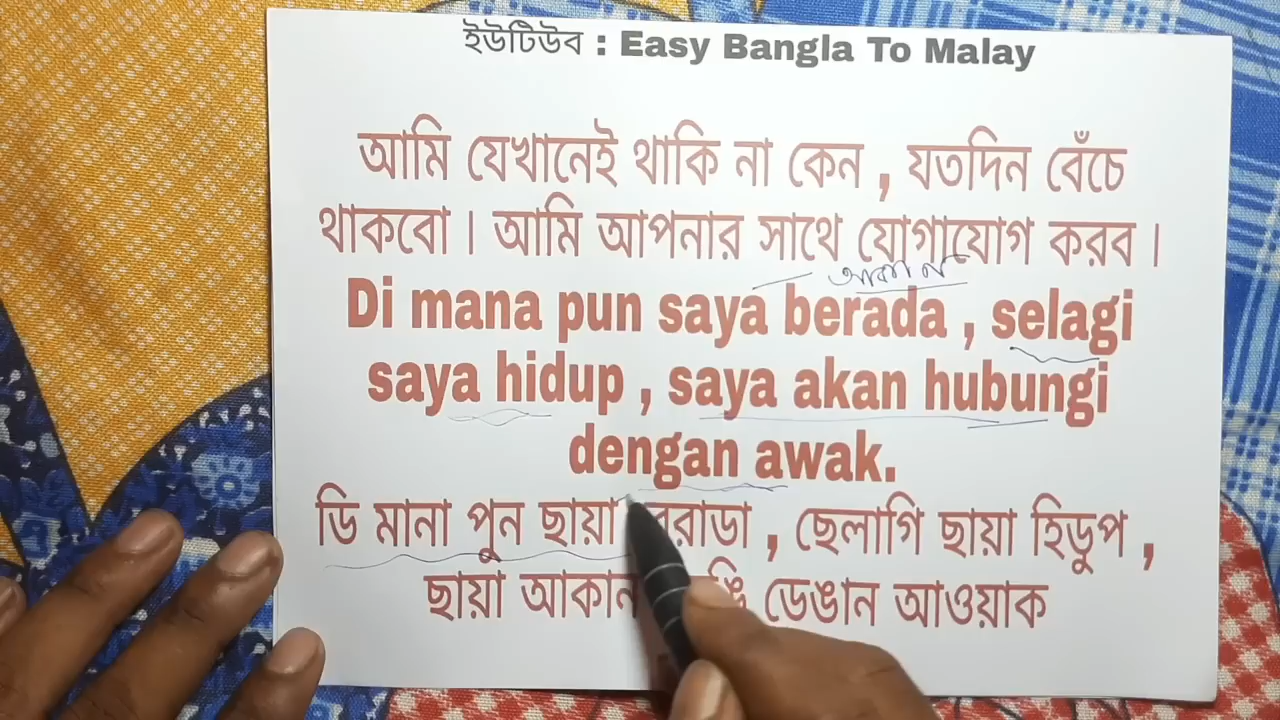 ইউটিউব : Easy Bangla To Malay
আমি যেখানেই থাকি না কেন , যতদিন বেঁচে
থাকবো । আমি আপনার সাথে যোগাযোগ করব ।
Di mana pun saya berada , selagi
saya hidup , saya akan hubungi
dengan awak.
ডি মানা পুন ছায়া , ছেলাগি ছায়া হিডুপ ,
ছায়া আকান ডেঙান আওয়াক